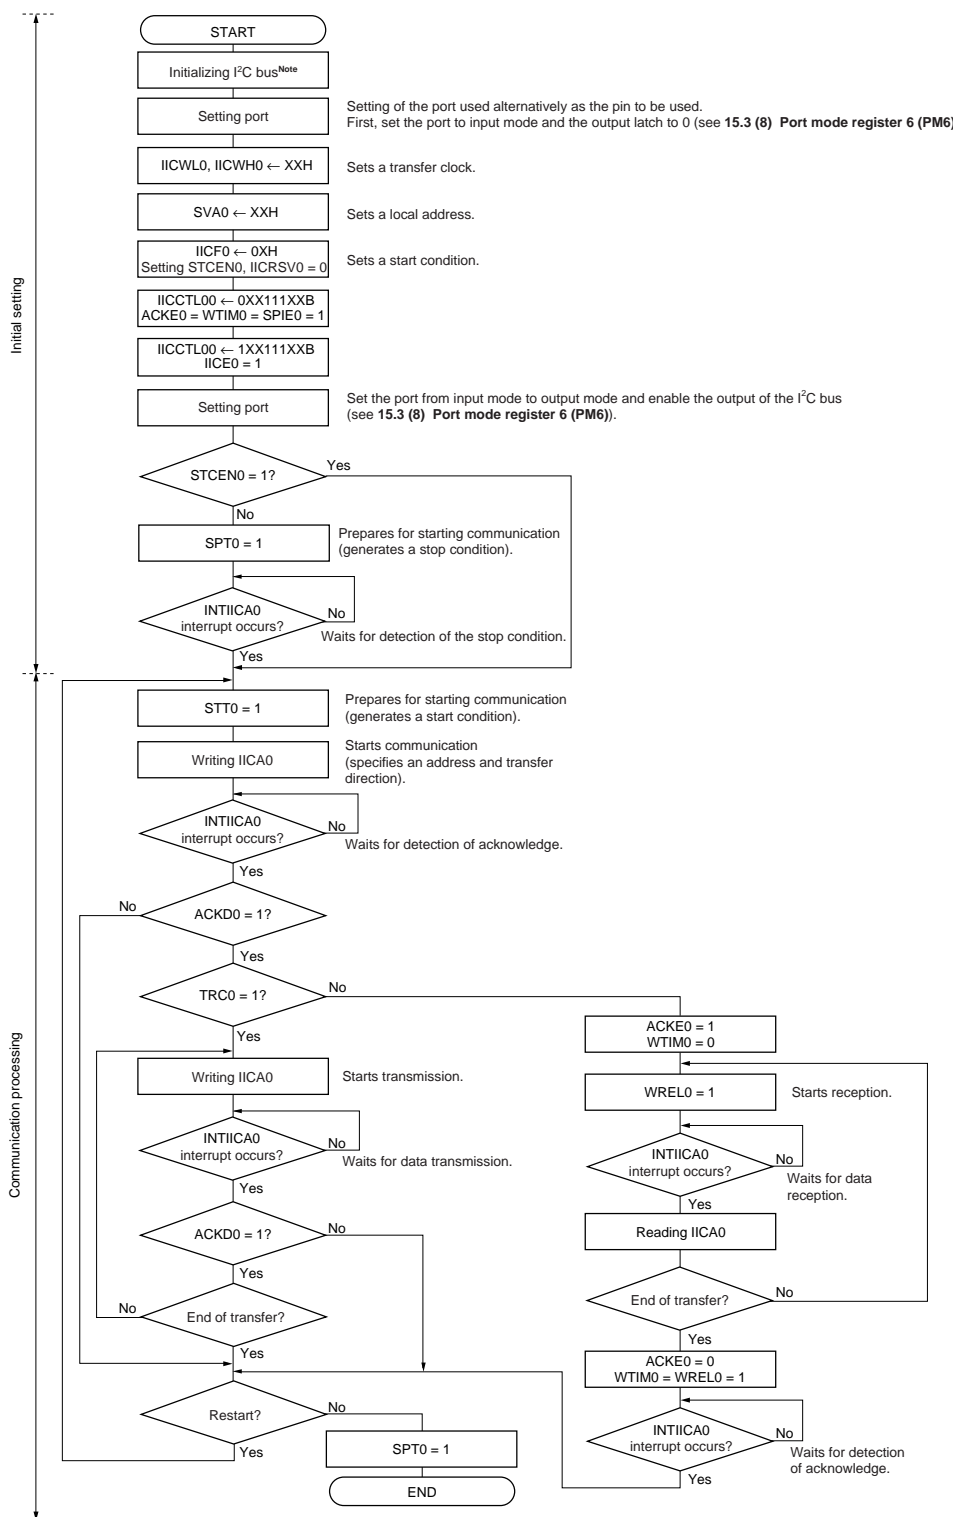 START
Initializing I²C busNote
Setting port
Setting of the port used alternatively as the pin to be used.
First, set the port to input mode and the output latch to 0 (see 15.3 (8) Port mode register 6 (PM6)
IICWL0, IICWH0 ← XXH
Sets a transfer clock.
SVA0 ← XXH
Sets a local address.
IICF0 ← 0XH
Setting STCEN0, IICRSV0 = 0
Sets a start condition.
IICCTL00 ← 0XX111XXB
ACKE0 = WTIM0 = SPIE0 = 1
IICCTL00 ← 1XX111XXB
IICE0 = 1
Setting port
Set the port from input mode to output mode and enable the output of the I²C bus
(see 15.3 (8) Port mode register 6 (PM6)).
Initial setting
STCEN0 = 1?
Yes
No
SPT0 = 1
Prepares for starting communication
(generates a stop condition).
INTIICA0
interrupt occurs?
No
Waits for detection of the stop condition.
Yes
STT0 = 1
Prepares for starting communication
(generates a start condition).
Writing IICA0
Starts communication
(specifies an address and transfer
direction).
INTIICA0
interrupt occurs?
No
Waits for detection of acknowledge.
Yes
No
ACKD0 = 1?
Yes
TRC0 = 1?
No
Yes
Communication processing
Writing IICA0
Starts transmission.
INTIICA0
interrupt occurs?
No
Waits for data transmission.
Yes
ACKD0 = 1?
No
Yes
No
End of transfer?
Yes
Restart?
No
Yes
SPT0 = 1
END
ACKE0 = 1
WTIM0 = 0
WREL0 = 1
Starts reception.
INTIICA0
interrupt occurs?
No
Waits for data
reception.
Yes
Reading IICA0
End of transfer?
No
Yes
ACKE0 = 0
WTIM0 = WREL0 = 1
INTIICA0
interrupt occurs?
No
Waits for detection
of acknowledge.
Yes